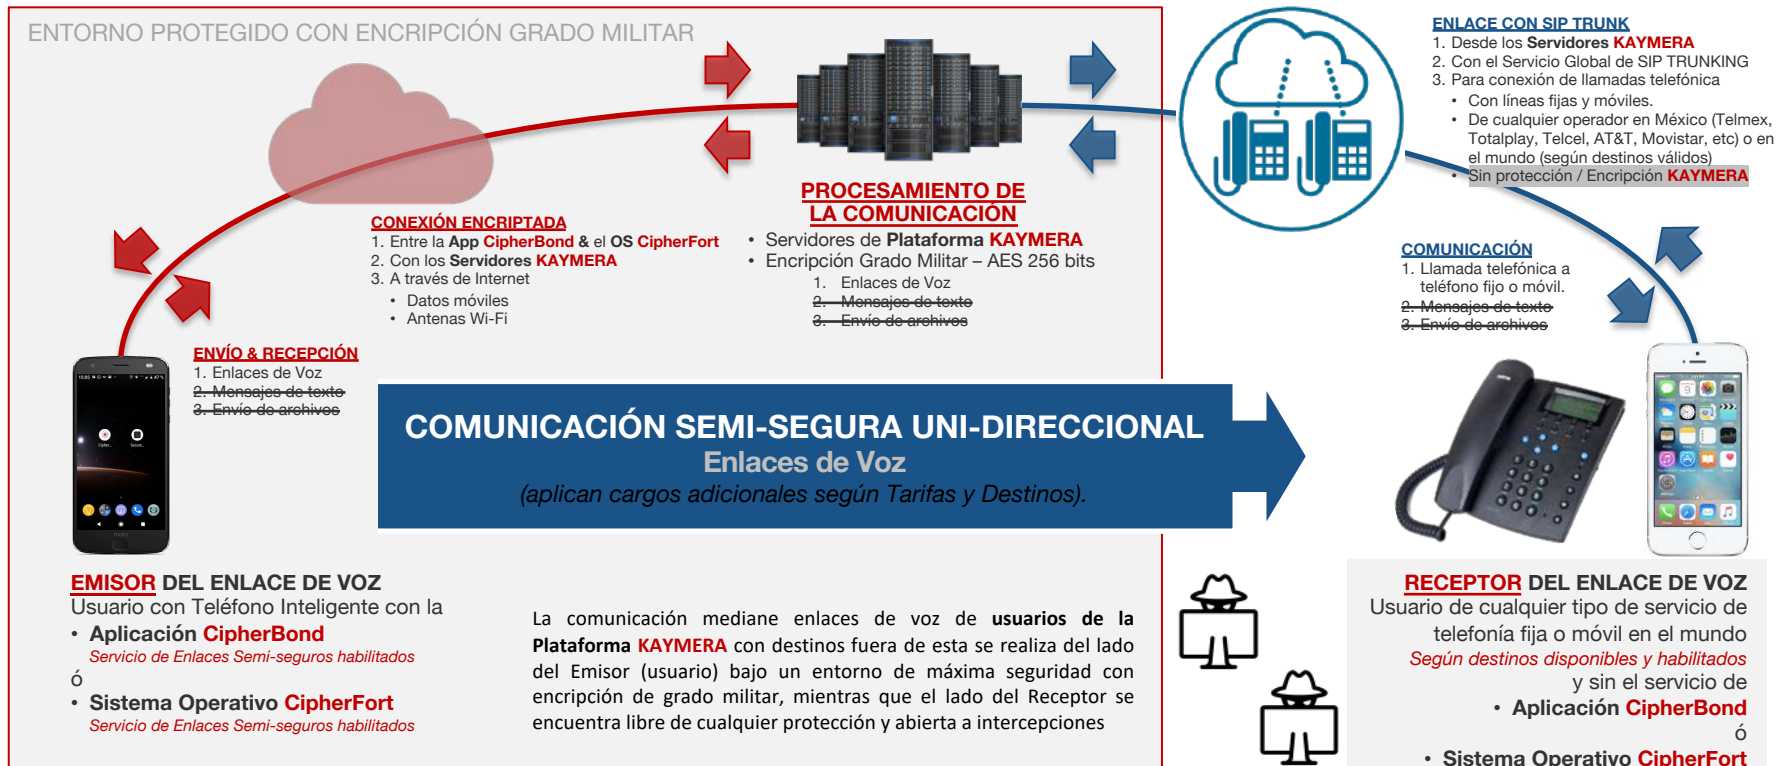 ENTORNO PROTEGIDO CON ENCRIPCIÓN GRADO MILITAR
CONEXIÓN ENCRIPTADA
1. Entre la App CipherBond & el OS CipherFort
2. Con los Servidores KAYMERA
3. A través de Internet
• Datos móviles
• Antenas Wi-Fi
PROCESAMIENTO DE
LA COMUNICACIÓN
• Servidores de Plataforma KAYMERA
• Encripción Grado Militar – AES 256 bits
1. Enlaces de Voz
2. Mensajes de texto
3. Envío de archivos
ENLACE CON SIP TRUNK
1. Desde los Servidores KAYMERA
2. Con el Servicio Global de SIP TRUNKING
3. Para conexión de llamadas telefónica
• Con líneas fijas y móviles.
• De cualquier operador en México (Telmex,
Totalplay, Telcel, AT&T, Movistar, etc) o en
el mundo (según destinos válidos)
• Sin protección / Encripción KAYMERA
COMUNICACIÓN
1. Llamada telefónica a
teléfono fijo o móvil.
2. Mensajes de texto
3. Envío de archivos
ENVÍO & RECEPCIÓN
1. Enlaces de Voz
2. Mensajes de texto
3. Envío de archivos
COMUNICACIÓN SEMI-SEGURA UNI-DIRECCIONAL
Enlaces de Voz
(aplican cargos adicionales según Tarifas y Destinos).
EMISOR DEL ENLACE DE VOZ
Usuario con Teléfono Inteligente con la
• Aplicación CipherBond
Servicio de Enlaces Semi-seguros habilitados
ó
• Sistema Operativo CipherFort
Servicio de Enlaces Semi-seguros habilitados
La comunicación mediane enlaces de voz de usuarios de la
Plataforma KAYMERA con destinos fuera de esta se realiza del lado
del Emisor (usuario) bajo un entorno de máxima seguridad con
encripción de grado militar, mientras que el lado del Receptor se
encuentra libre de cualquier protección y abierta a intercepciones
RECEPTOR DEL ENLACE DE VOZ
Usuario de cualquier tipo de servicio de
telefonía fija o móvil en el mundo
Según destinos disponibles y habilitados
y sin el servicio de
• Aplicación CipherBond
ó
• Sistema Operativo CipherFort